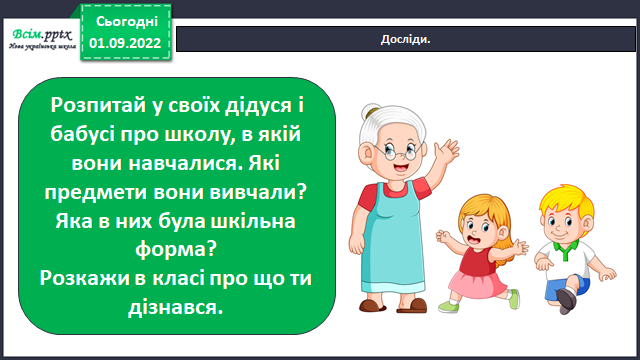 Всім.pptx
Нова українська школа
Сьогодні
01.09.2022
Досліди.
Розпитай у своїх дідуся і
бабусі про школу, в якій
вони навчалися. Які
предмети вони вивчали?
Яка в них була шкільна
форма?
Розкажи в класі про що ти
дізнався.